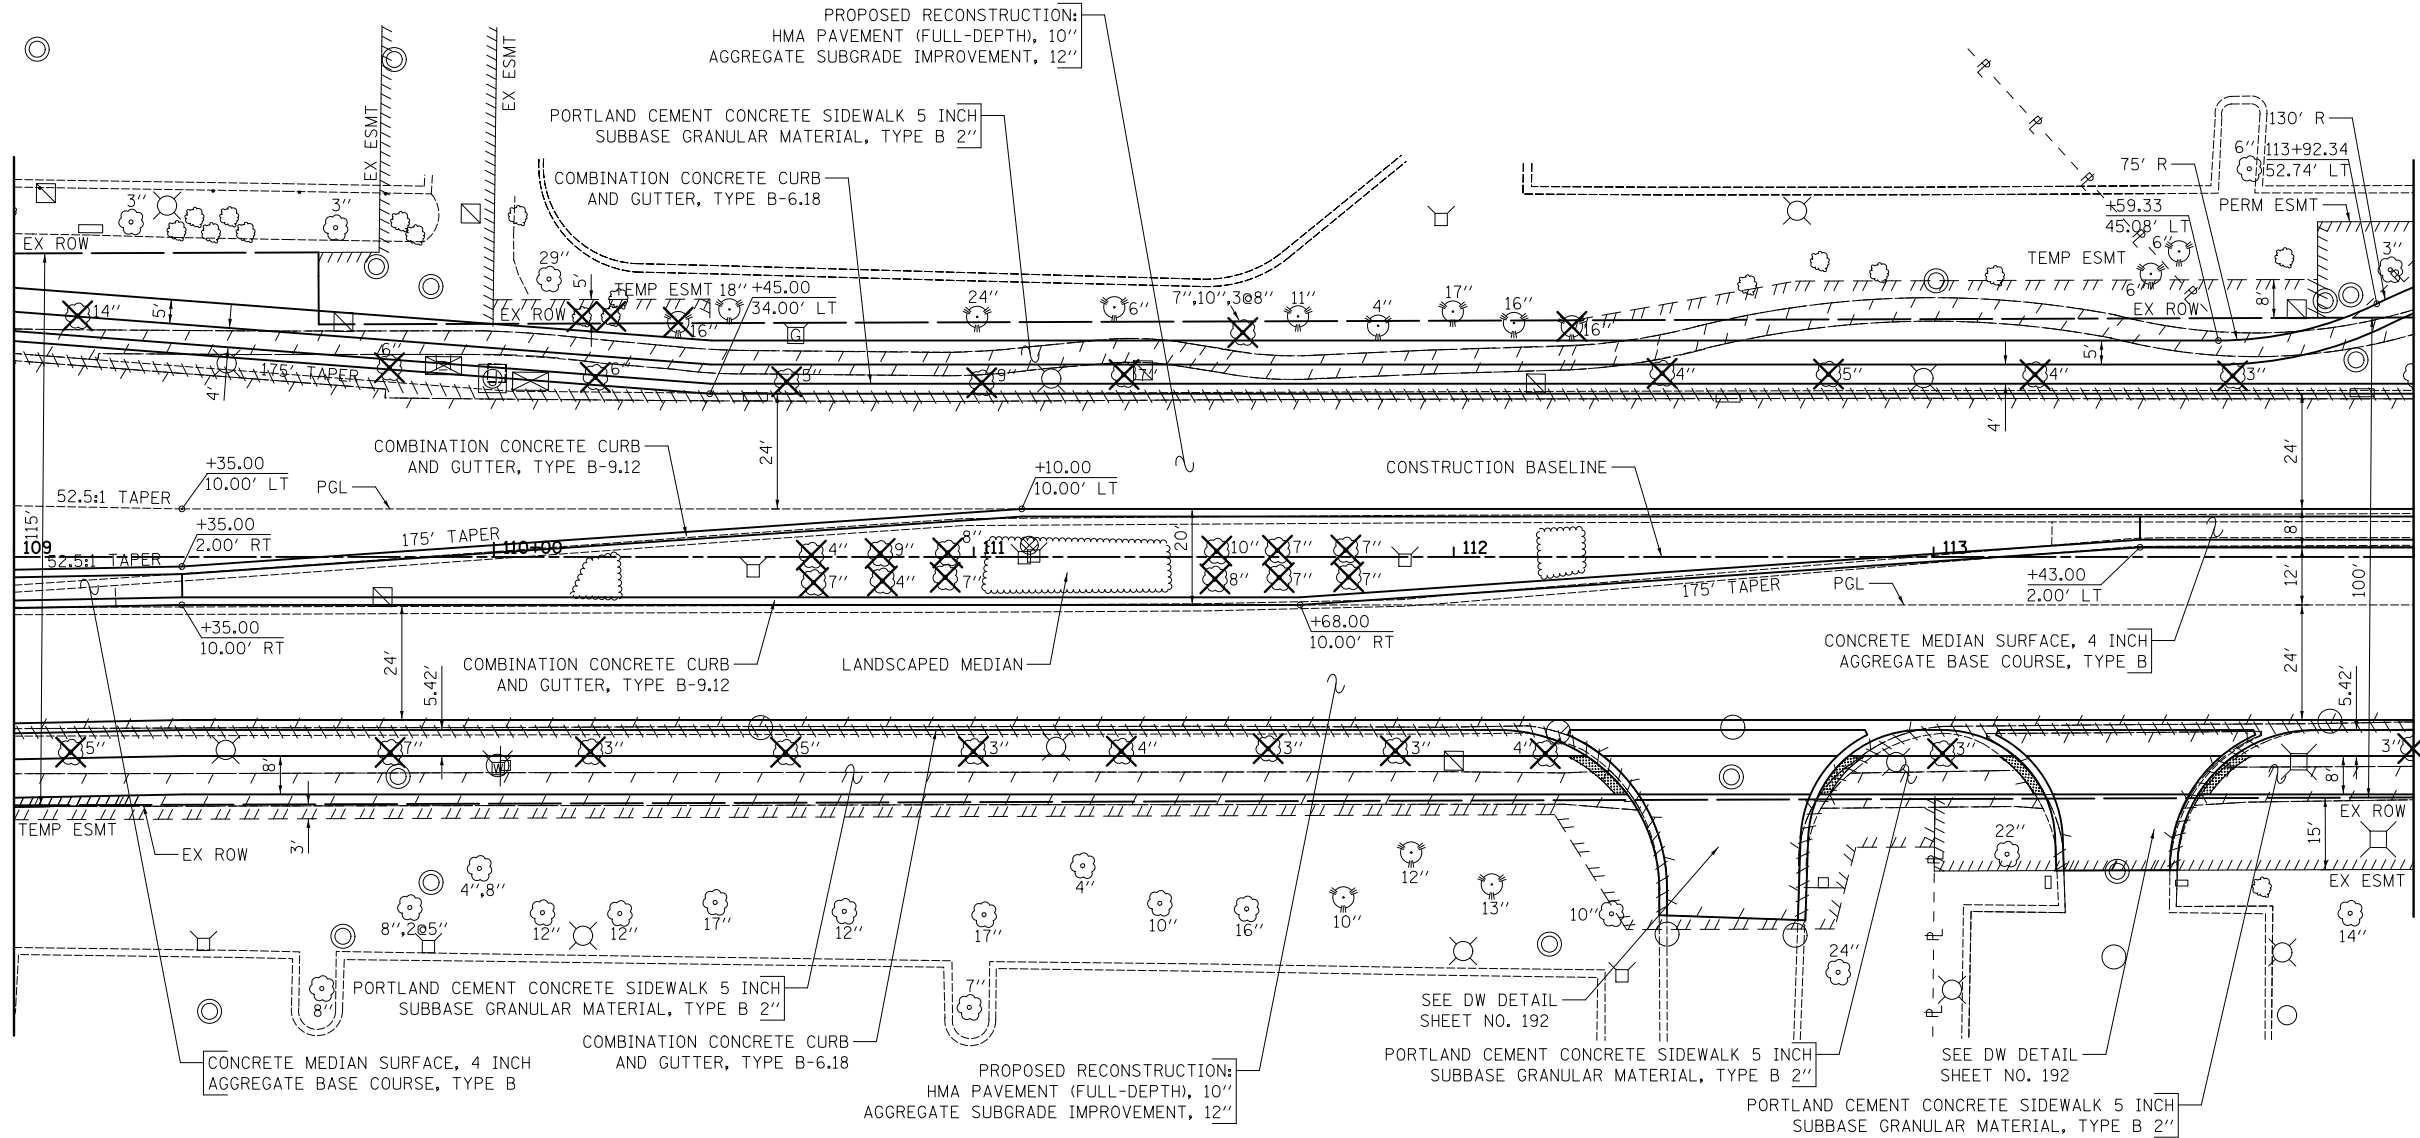 PROPOSED RECONSTRUCTION:
HMA PAVEMENT (FULL-DEPTH), 10''
AGGREGATE SUBGRADE IMPROVEMENT, 12''
EX ESMT
EX ESMT
PORTLAND CEMENT CONCRETE SIDEWALK 5 INCH
SUBBASE GRANULAR MATERIAL, TYPE B 2''
COMBINATION CONCRETE CURB
AND GUTTER, TYPE B-6.18
130' R
113+92.34
52.74' LT
75' R
6''
+59.33
45.08' LT
PERM ESMT
3''
3''
EX ROW
29''
5'
TEMP ESMT
18''
+45.00
34.00' LT
24''
6''
7'',10'',3@8''
11''
4''
17''
16''
TEMP ESMT
6''
6''
EX ROW
8'
3''
14''
5'
EX ROW
16''
G
16''
6''
175' TAPER
4'
6''
5''
9''
7''
4''
5''
4''
5'
3''
4'
24'
24'
COMBINATION CONCRETE CURB
AND GUTTER, TYPE B-9.12
+35.00
10.00' LT
PGL
52.5:1 TAPER
+10.00
10.00' LT
CONSTRUCTION BASELINE
+35.00
2.00' RT
175' TAPER
115'
109
52.5:1 TAPER
110+00
4''
9''
8''
111
20'
10''
7''
7''
112
113
8'
7''
4''
7''
8''
7''
7''
175' TAPER
PGL
+43.00
2.00' LT
12'
100'
+35.00
10.00' RT
+68.00
10.00' RT
24'
COMBINATION CONCRETE CURB
AND GUTTER, TYPE B-9.12
LANDSCAPED MEDIAN
CONCRETE MEDIAN SURFACE, 4 INCH
AGGREGATE BASE COURSE, TYPE B
24'
5.42'
5.42'
5''
7''
3''
5''
3''
4''
3''
3''
4''
3''
3''
8'
W
8'
TEMP ESMT
EX ROW
3'
EX ROW
15'
EX ESMT
22''
4'',8''
8'',2@5''
12''
12''
17''
12''
17''
4''
10''
16''
10''
12''
13''
10''
24''
14''
8''
7''
PORTLAND CEMENT CONCRETE SIDEWALK 5 INCH
SUBBASE GRANULAR MATERIAL, TYPE B 2''
COMBINATION CONCRETE CURB
AND GUTTER, TYPE B-6.18
CONCRETE MEDIAN SURFACE, 4 INCH
AGGREGATE BASE COURSE, TYPE B
PROPOSED RECONSTRUCTION:
HMA PAVEMENT (FULL-DEPTH), 10''
AGGREGATE SUBGRADE IMPROVEMENT, 12''
SEE DW DETAIL
SHEET NO. 192
PORTLAND CEMENT CONCRETE SIDEWALK 5 INCH
SUBBASE GRANULAR MATERIAL, TYPE B 2''
SEE DW DETAIL
SHEET NO. 192
PORTLAND CEMENT CONCRETE SIDEWALK 5 INCH
SUBBASE GRANULAR MATERIAL, TYPE B 2''